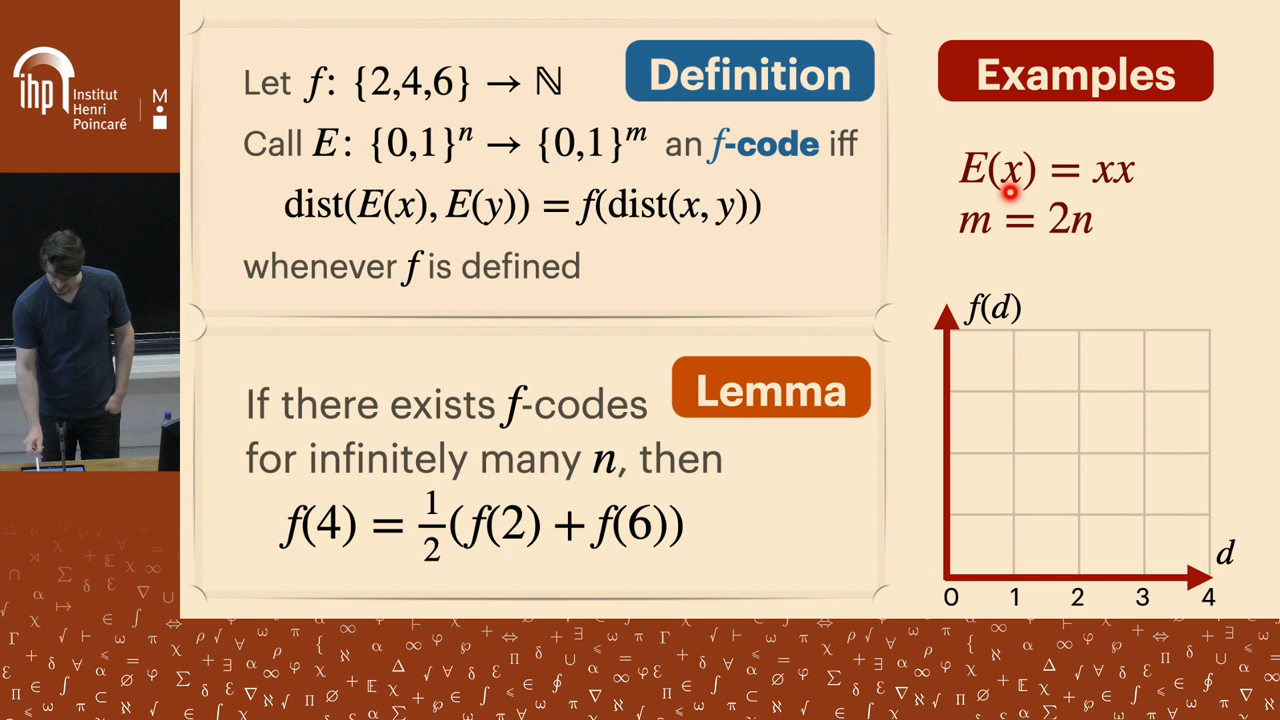 ihp
Institut
Henri
Poincaré
M
Definition
Let f: {2,4,6} → ℕ
Call E: {0,1}ⁿ → {0,1}ᵐ an f-code iff
dist(E(x), E(y)) = f(dist(x, y))
whenever f is defined
Lemma
If there exists f-codes
for infinitely many n, then
f(4) = 1/2 (f(2) + f(6))
Examples
E(x) = xx
m = 2n
f(d)
d
0 1 2 3 4